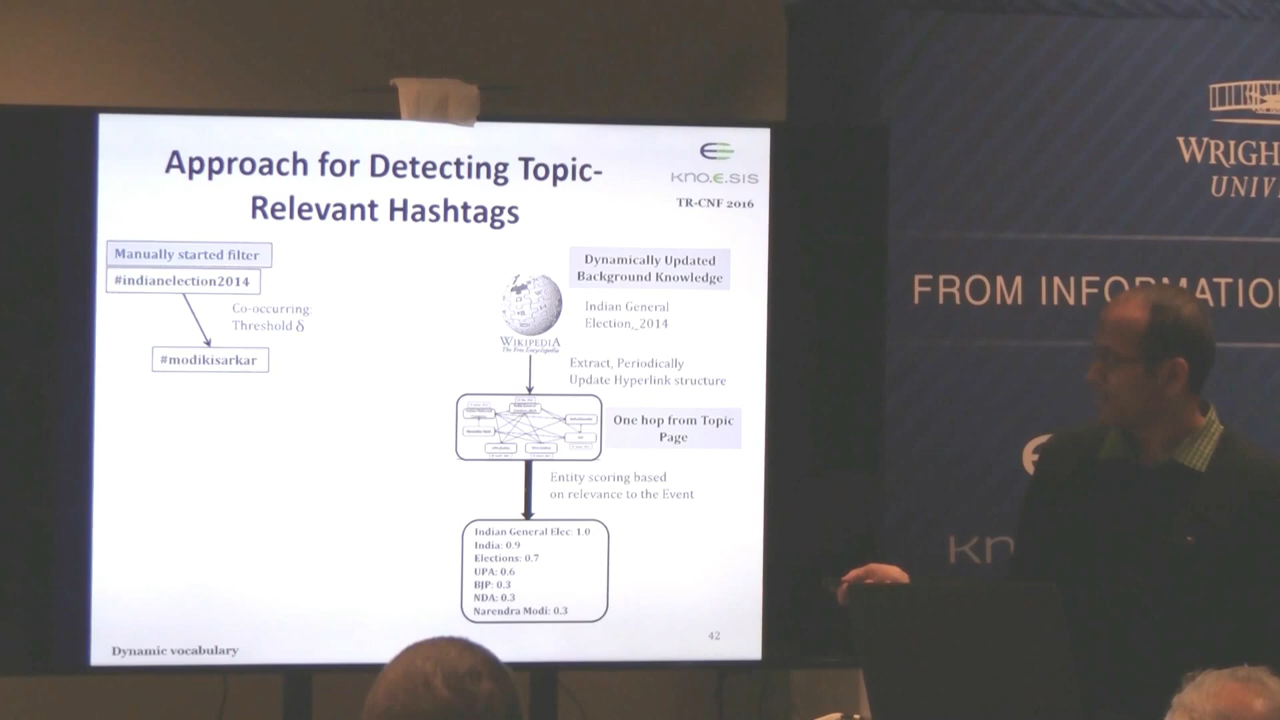 Approach for Detecting Topic-
Relevant Hashtags
KNO.E.SIS
TR-CNF 2016
Manually started filter
#indianelection2014
Co-occurring
Threshold δ
#modikisarkar
Dynamically Updated
Background Knowledge
Indian General
Election,_2014
WIKIPEDIA
The Free Encyclopedia
Extract, Periodically
Update Hyperlink structure
One hop from Topic
Page
Entity scoring based
on relevance to the Event
Indian General Elec: 1.0
India: 0.9
Elections: 0.7
UPA: 0.6
BJP: 0.3
NDA: 0.3
Narendra Modi: 0.3
42
Dynamic vocabulary
WRIGH
UNIV
FROM INFORMATIO
kn